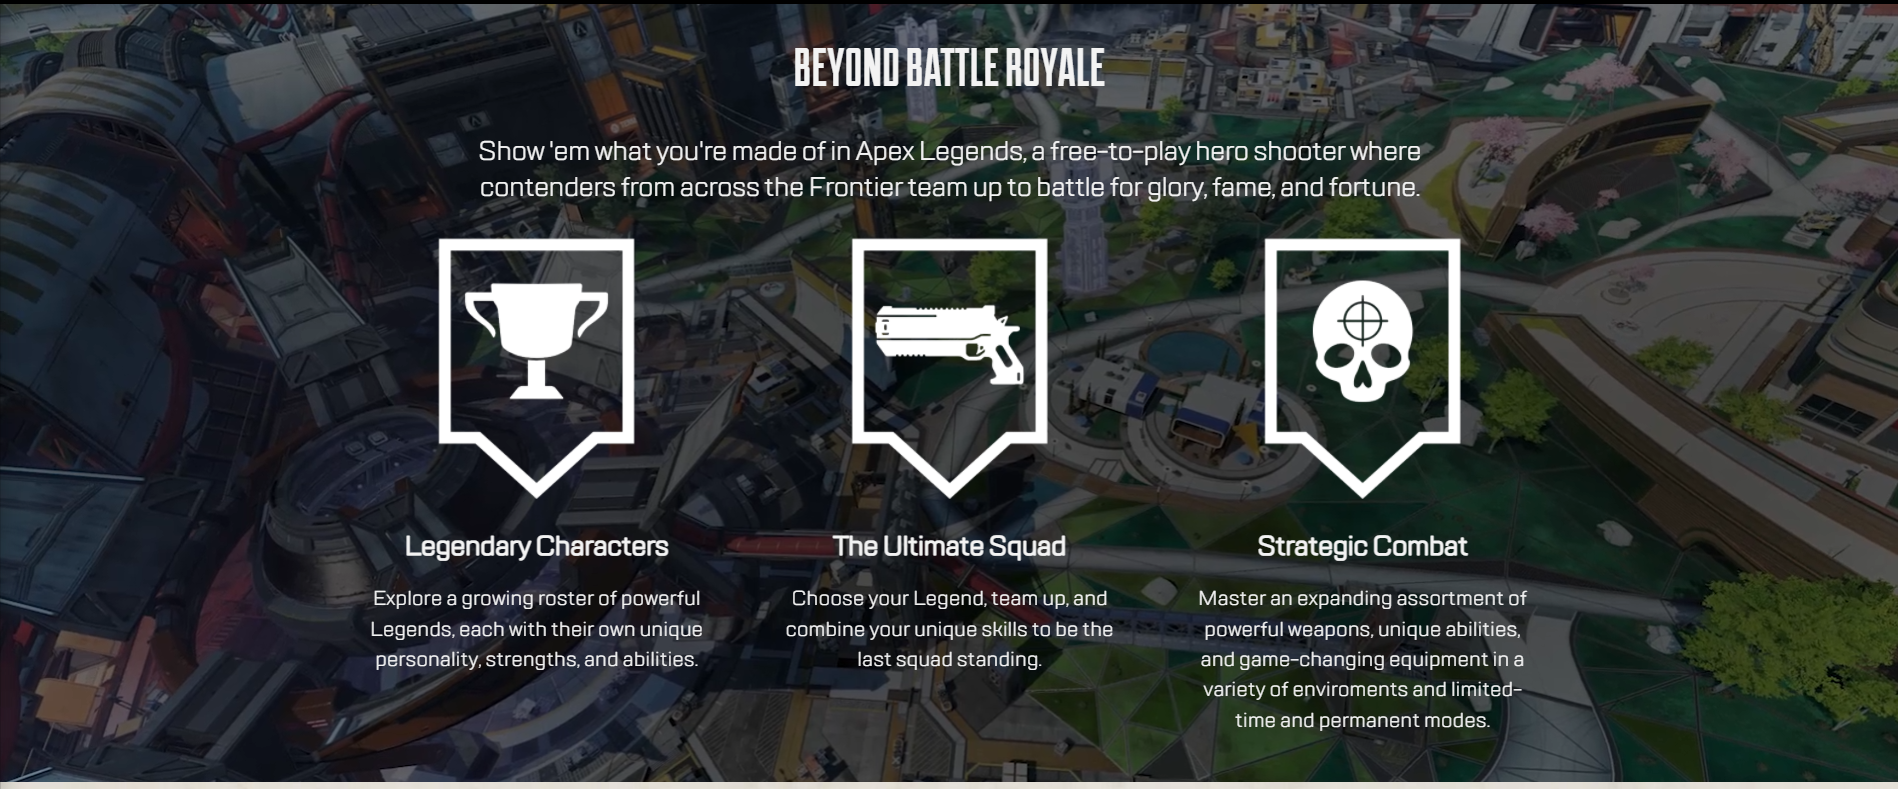 BEYOND BATTLE ROYALE
Show 'em what you're made of in Apex Legends, a free-to-play hero shooter where
contenders from across the Frontier team up to battle for glory, fame, and fortune.
Legendary Characters
Explore a growing roster of powerful
Legends, each with their own unique
personality, strengths, and abilities.
The Ultimate Squad
Choose your Legend, team up, and
combine your unique skills to be the
last squad standing.
Strategic Combat
Master an expanding assortment of
powerful weapons, unique abilities,
and game-changing equipment in a
variety of enviroments and limited-
time and permanent modes.